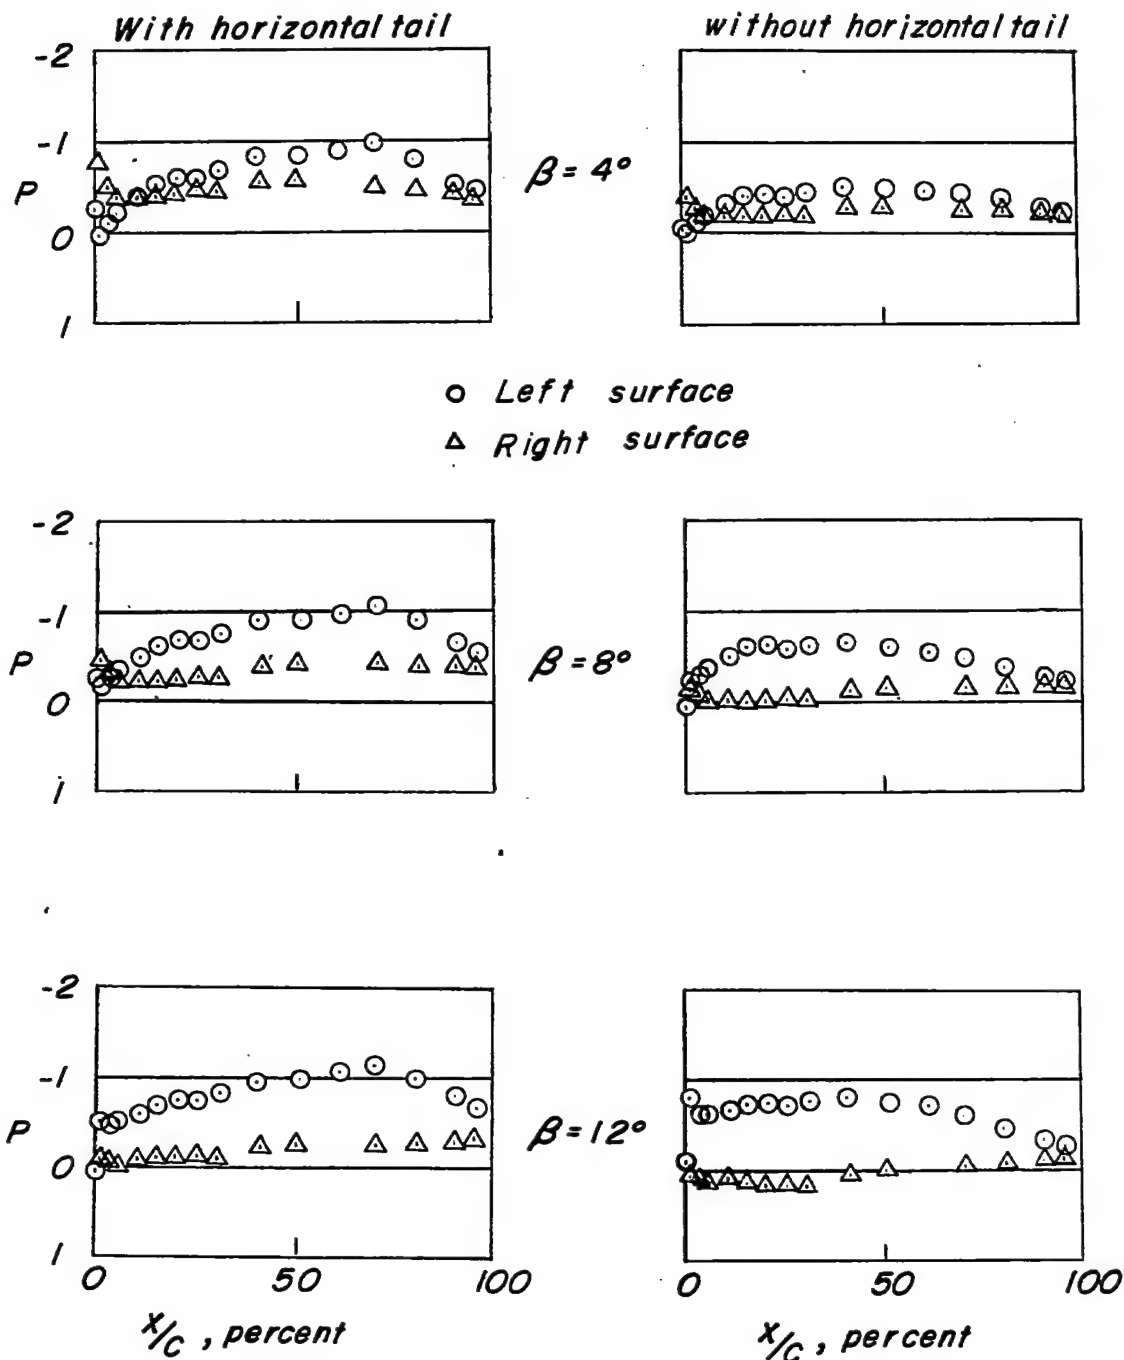 With horizontal tail
without horizontal tail
-2
-1
P
0
1
β = 4°
Left surface
Right surface
-2
-1
P
0
1
β = 8°
-2
-1
P
0
1
β = 12°
0 50 100
0 50 100
x/c , percent
x/c , percent